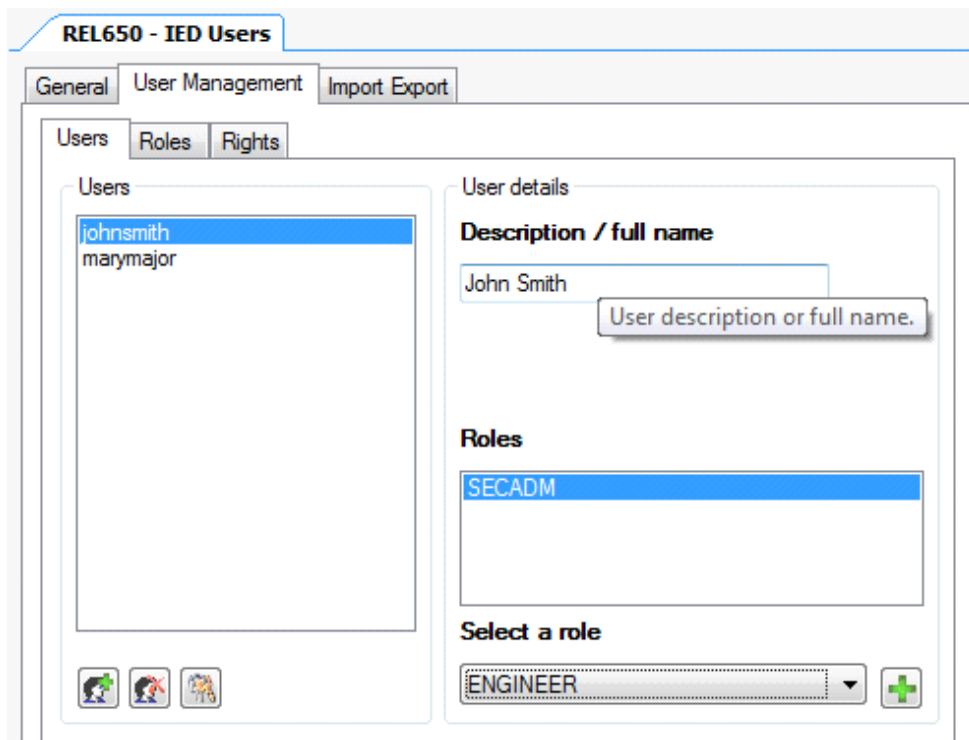 REL650 - IED Users
General User Management Import Export
Users Roles Rights
Users
johnsmith
marymajor
User details
Description / full name
John Smith
User description or full name.
Roles
SECADM
Select a role
ENGINEER